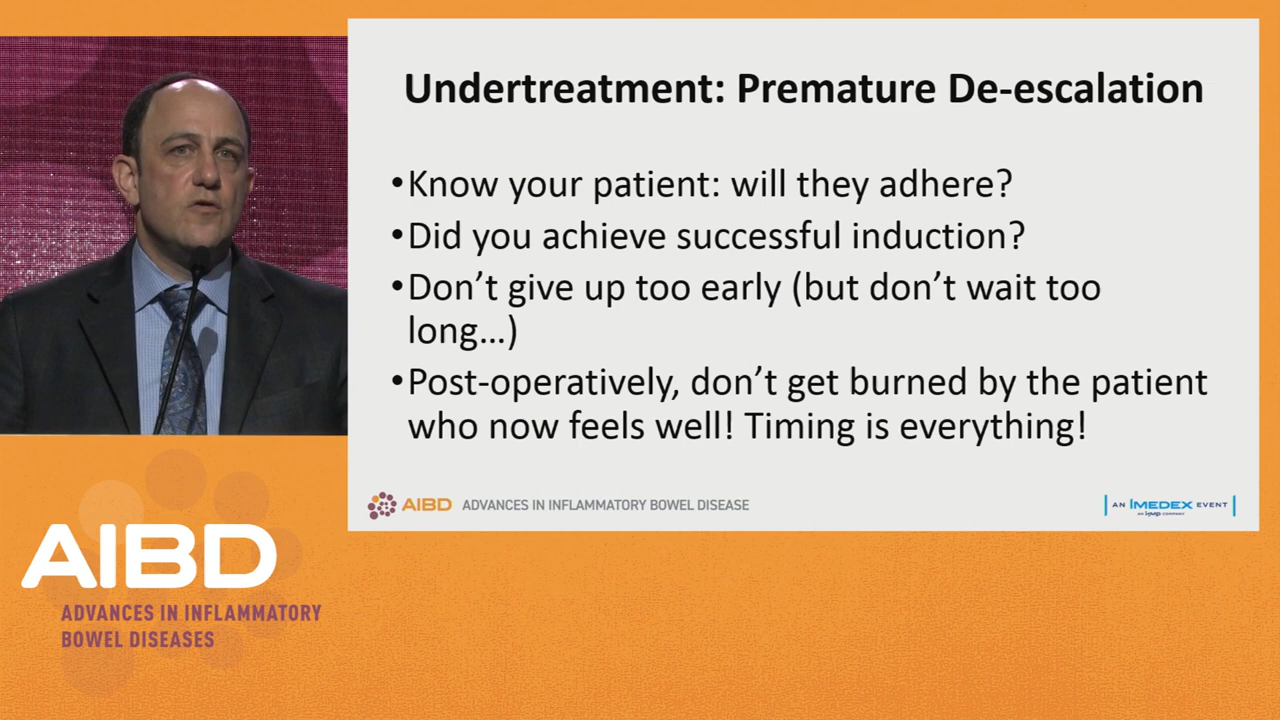 Undertreatment: Premature De-escalation
•Know your patient: will they adhere?
•Did you achieve successful induction?
•Don't give up too early (but don't wait too
long...)
•Post-operatively, don't get burned by the patient
who now feels well! Timing is everything!
AIBD ADVANCES IN INFLAMMATORY BOWEL DISEASE
AN IMEDEX EVENT
AIBD
ADVANCES IN INFLAMMATORY
BOWEL DISEASES